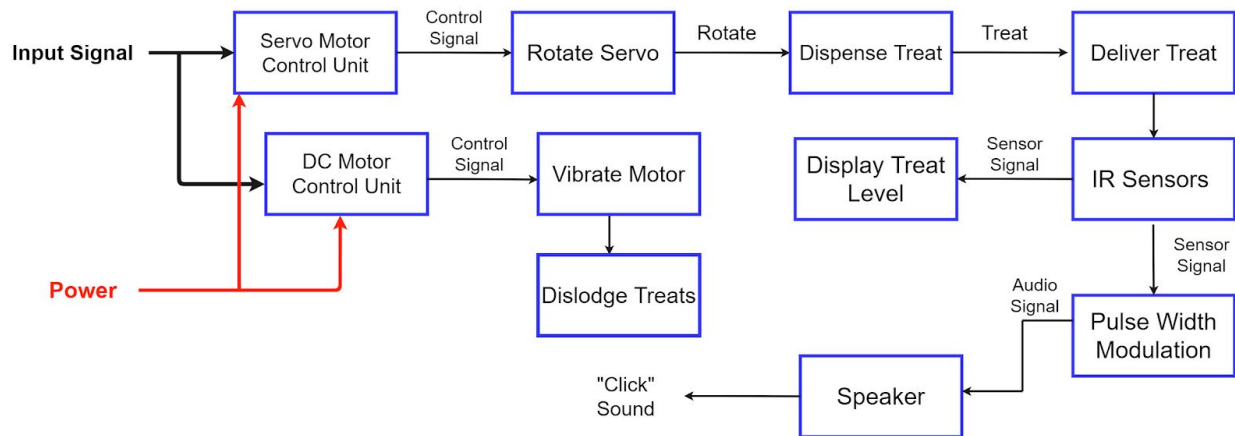 Input Signal
Servo Motor
Control Unit
Control
Signal
Rotate Servo
Rotate
Dispense Treat
Treat
Deliver Treat
DC Motor
Control Unit
Control
Signal
Vibrate Motor
Display Treat
Level
Sensor
Signal
IR Sensors
Power
Dislodge Treats
Sensor
Signal
Audio
Signal
Pulse Width
Modulation
"Click"
Sound
Speaker